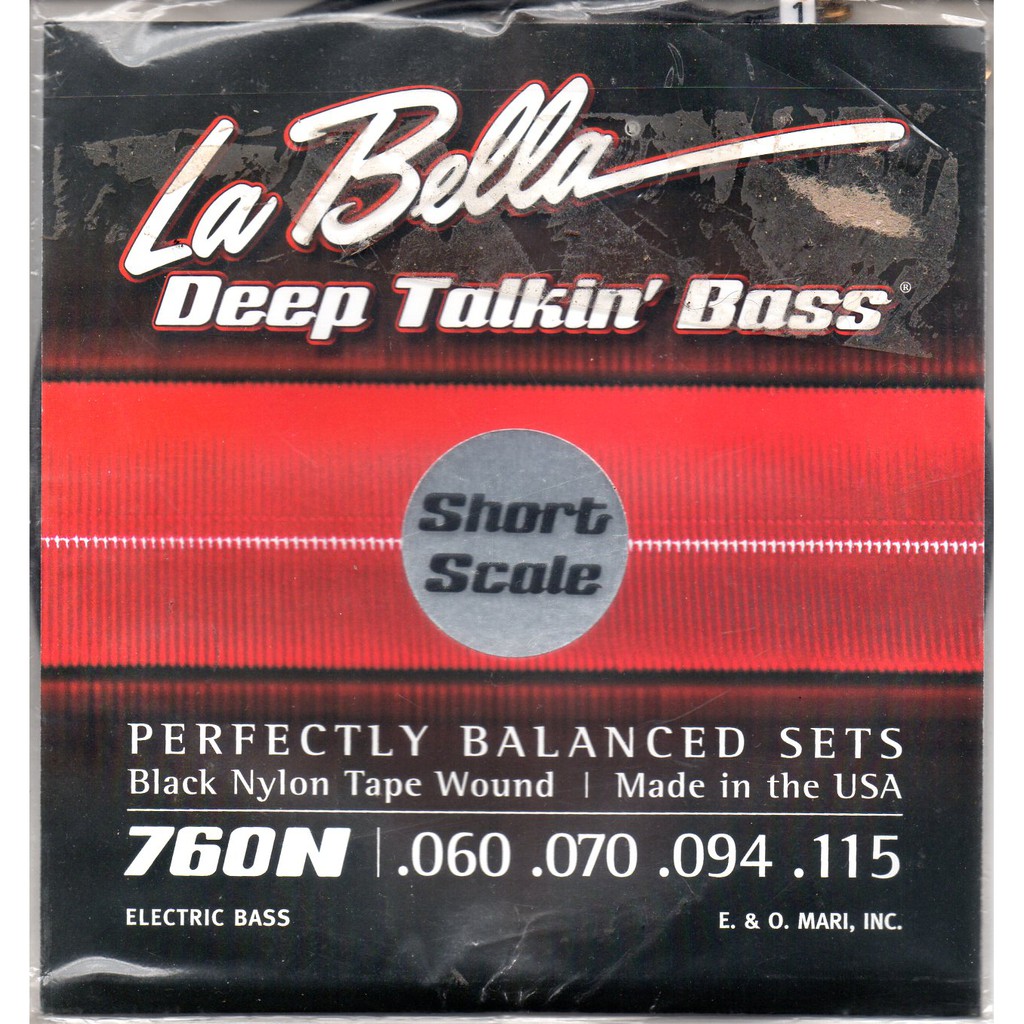 1
La Bella®
Deep Talkin' Bass®
Short
Scale
PERFECTLY BALANCED SETS
Black Nylon Tape Wound | Made in the USA
760N | .060 .070 .094 .115
ELECTRIC BASS
E. & O. MARI, INC.